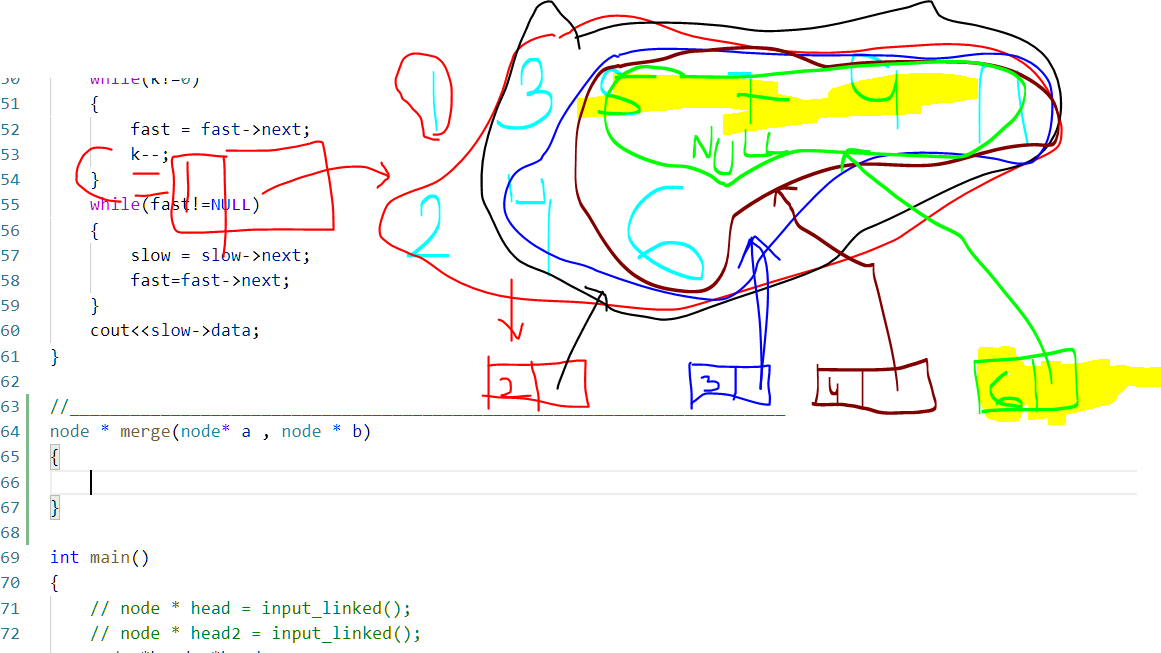 1 3 5 7 9 11
NULL
2 4 6
1
2 3 4 6
50 while(k!=0)
51 {
52 fast = fast->next;
53 k--;
54 }
55 while(fast!=NULL)
56 {
57 slow = slow->next;
58 fast=fast->next;
59 }
60 cout<<slow->data;
61 }
62
63 //________________________________________________________________________
64 node * merge(node* a , node * b)
65 {
66
67 }
68
69 int main()
70 {
71 // node * head = input_linked();
72 // node * head2 = input_linked();